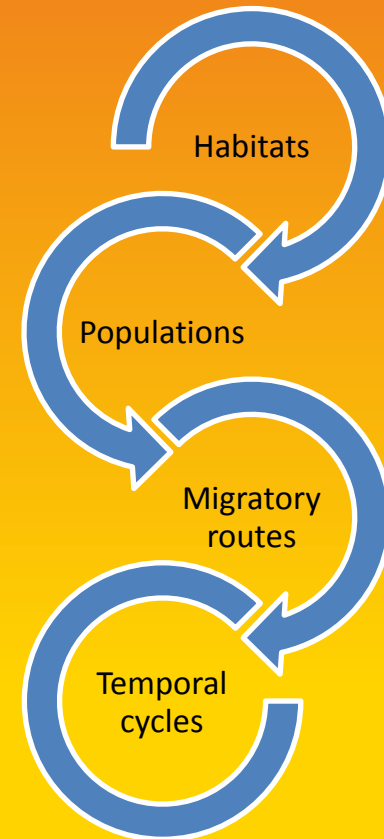 Habitats
Populations
Migratory
routes
Temporal
cycles